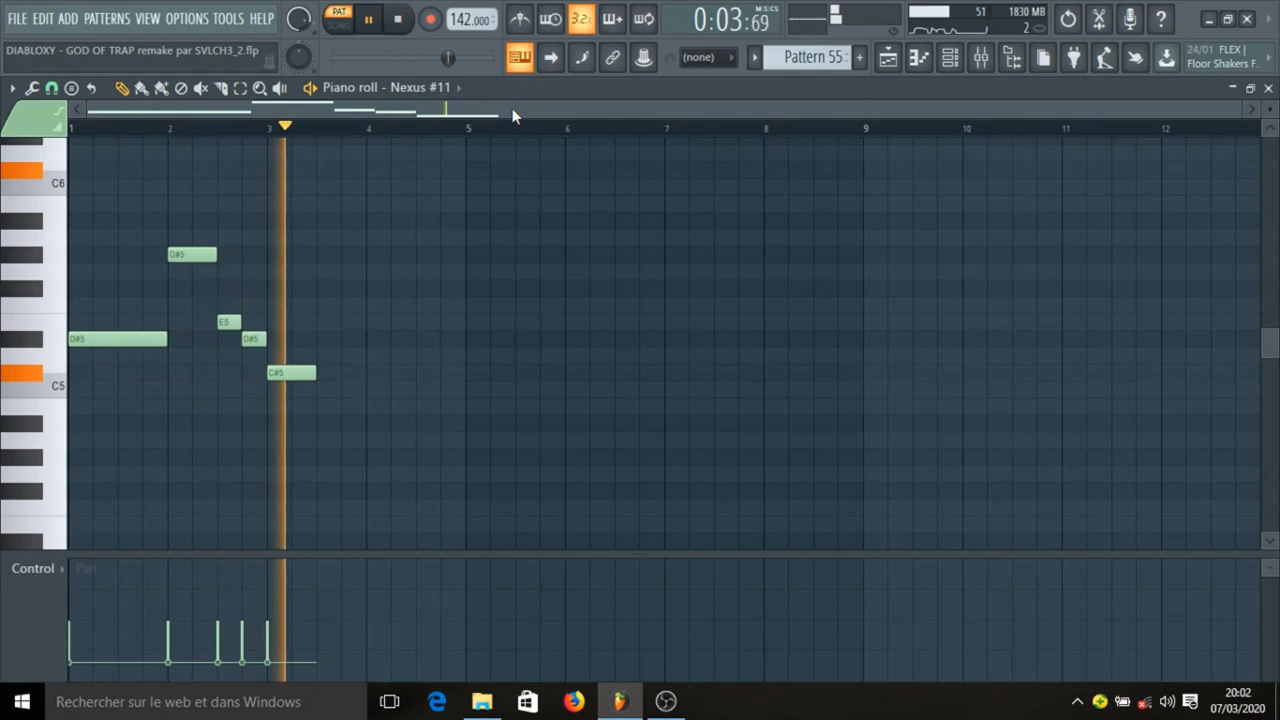 FILE EDIT ADD PATTERNS VIEW OPTIONS TOOLS HELP
PAT
SONG
142.000
3.2
0:03:69
M:S:CS
51
1830 MB
2
DIABLOXY - GOD OF TRAP remake par SVLCH3_2.flp
(none)
Pattern 55
24/01 FLEX |
Floor Shakers F..
Piano roll - Nexus #11
1 2 3 4 5 6 7 8 9 10 11 12
C6
G#5
E5
D#5
D#5
C#5
C5
Control
Pan
Rechercher sur le web et dans Windows
20:02
07/03/2020